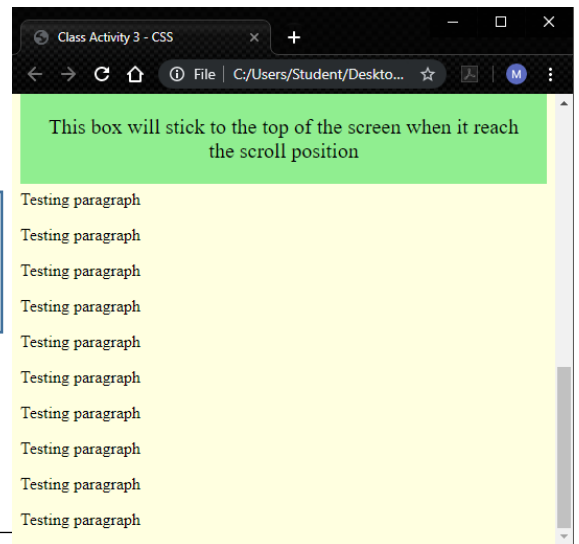 Class Activity 3 - CSS
File | C:/Users/Student/Deskto...
M
This box will stick to the top of the screen when it reach
the scroll position
Testing paragraph
Testing paragraph
Testing paragraph
Testing paragraph
Testing paragraph
Testing paragraph
Testing paragraph
Testing paragraph
Testing paragraph
Testing paragraph